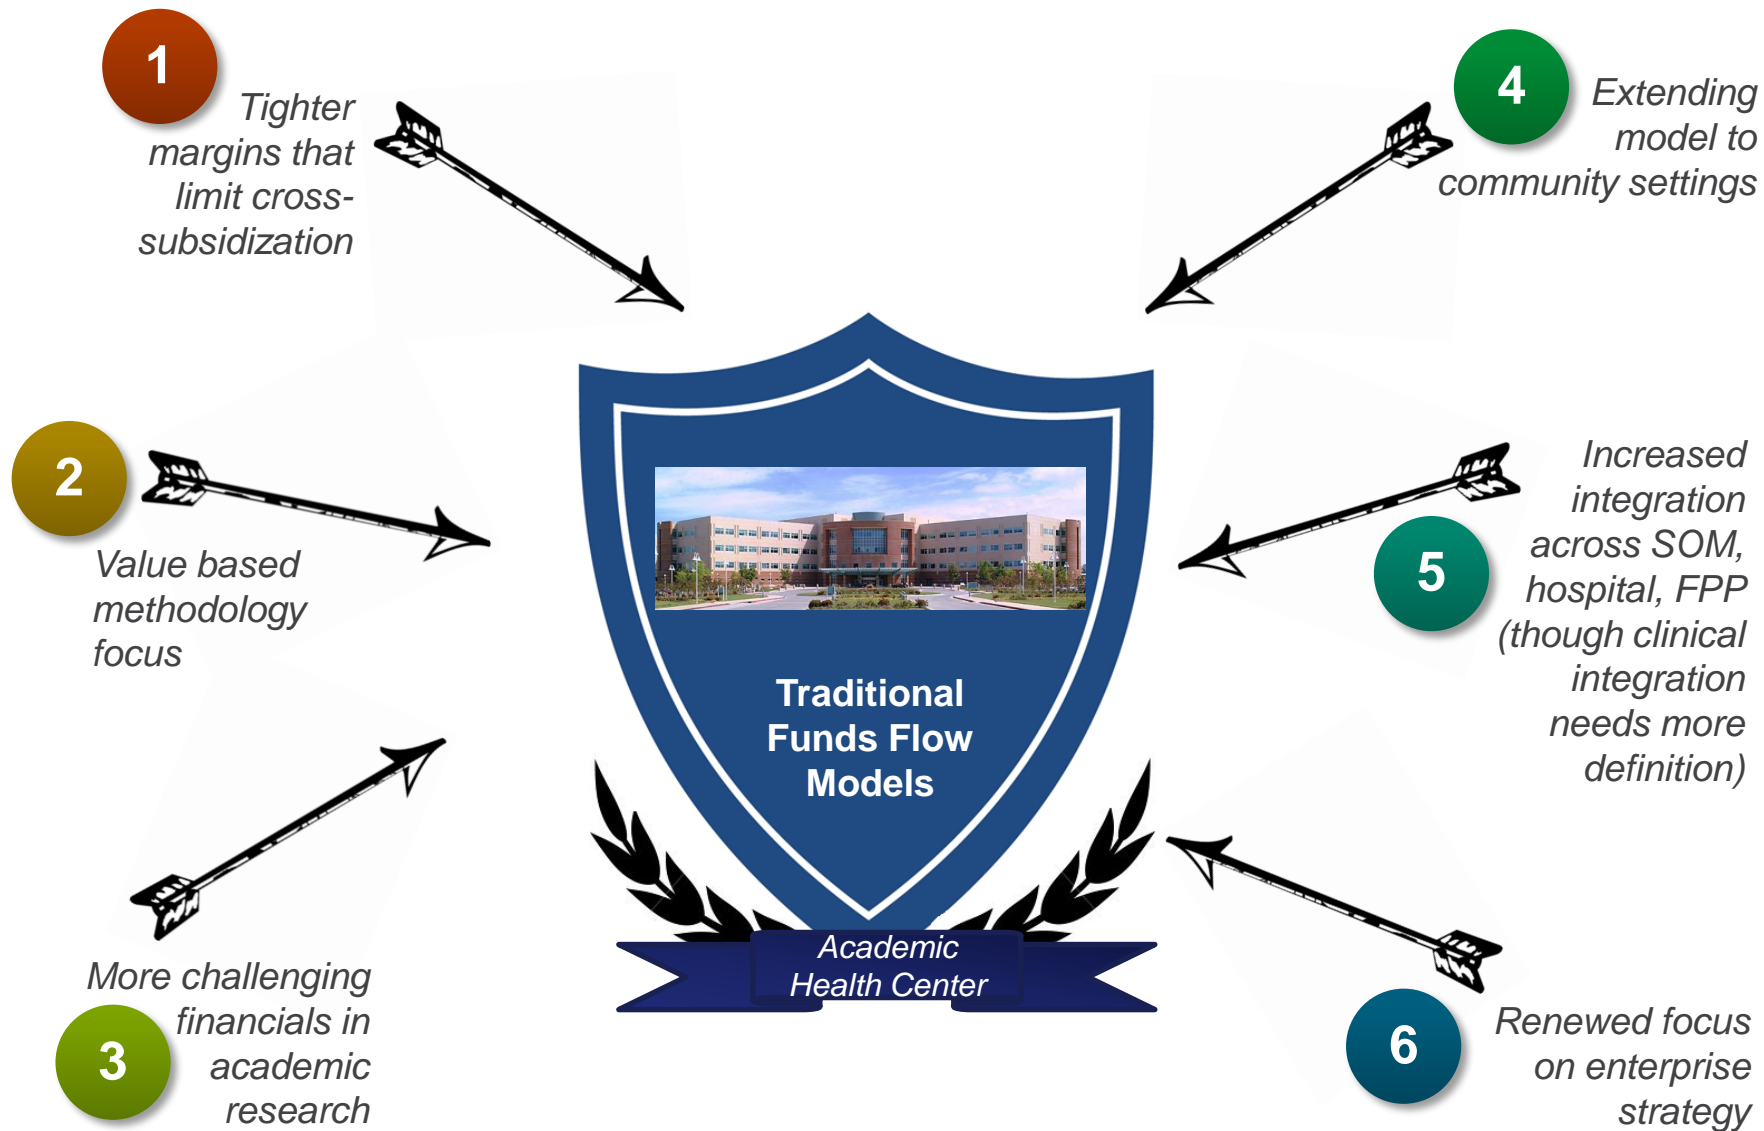 1
Tighter
margins that
limit cross-
subsidization
2
Value based
methodology
focus
3
More challenging
financials in
academic
research
4
Extending
model to
community settings
5
Increased
integration
across SOM,
hospital, FPP
(though clinical
integration
needs more
definition)
6
Renewed focus
on enterprise
strategy
Traditional
Funds Flow
Models
Academic
Health Center